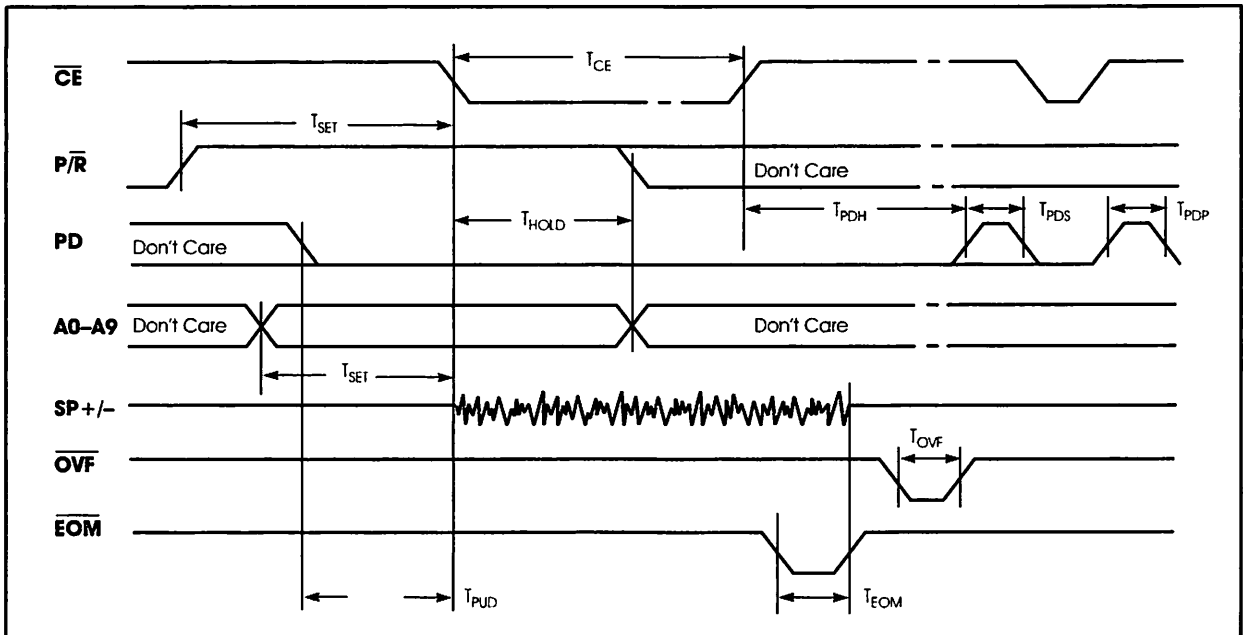 CE
T_CE
T_SET
P/R
Don't Care
T_HOLD
T_PDH
T_PDS
T_PDP
PD
Don't Care
A0–A9
Don't Care
Don't Care
T_SET
SP+/–
T_OVF
OVF
EOM
T_PUD
T_EOM